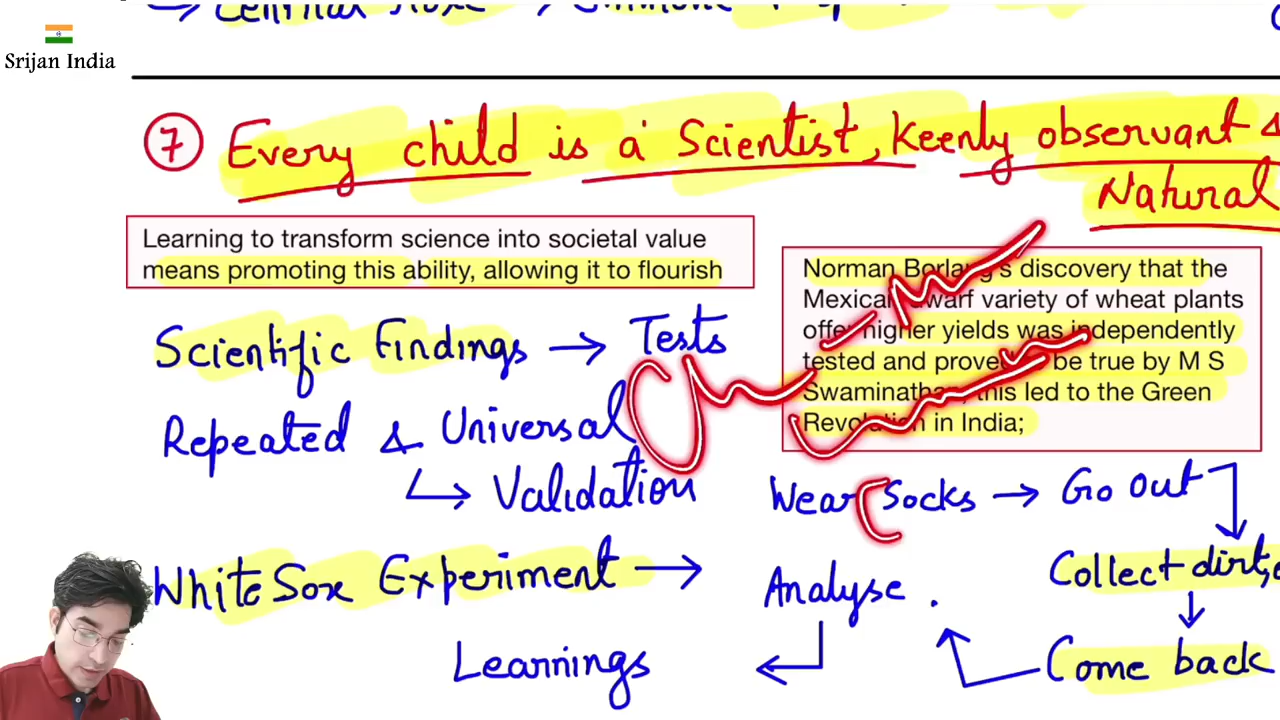 Srijan India
⑦ Every child is a Scientist, Keenly observant &
Natural
Learning to transform science into societal value
means promoting this ability, allowing it to flourish
Norman Borlaug's discovery that the
Mexican dwarf variety of wheat plants
offer higher yields was independently
tested and proved to be true by M S
Swaminathan, this led to the Green
Revolution in India;
Scientific Findings → Tests
Repeated & Universal
↳ Validation
Wear Socks → Go out
White Sox Experiment →
Collect dirt,
Analyse .
Come back
Learnings